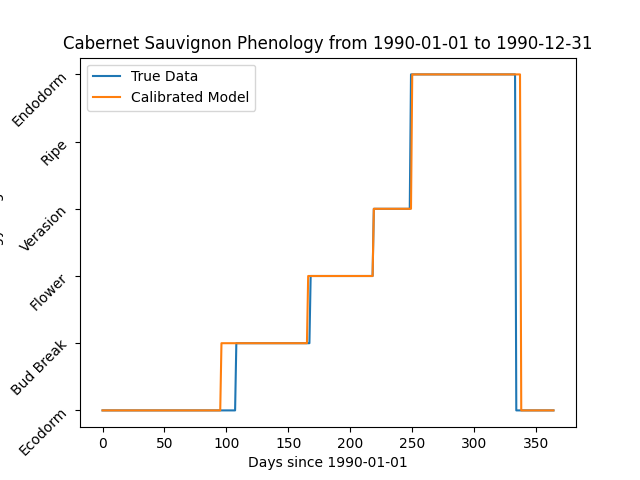 Cabernet Sauvignon Phenology from 1990-01-01 to 1990-12-31
True Data
Calibrated Model
Endodorm
Ripe
Verasion
Flower
Bud Break
Ecodorm
0 50 100 150 200 250 300 350
Days since 1990-01-01